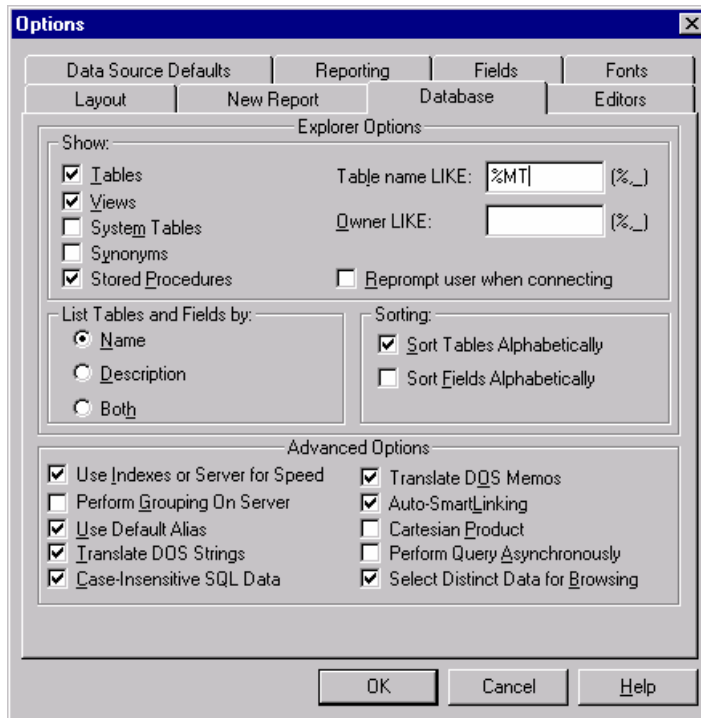 Options
Data Source Defaults Reporting Fields Fonts
Layout New Report Database Editors
Explorer Options
Show:
Tables Table name LIKE: %MT (%,_)
Views
System Tables Owner LIKE: (%,_)
Synonyms
Stored Procedures Reprompt user when connecting
List Tables and Fields by: Sorting:
Name Sort Tables Alphabetically
Description Sort Fields Alphabetically
Both
Advanced Options
Use Indexes or Server for Speed Translate DOS Memos
Perform Grouping On Server Auto-SmartLinking
Use Default Alias Cartesian Product
Translate DOS Strings Perform Query Asynchronously
Case-Insensitive SQL Data Select Distinct Data for Browsing
OK Cancel Help